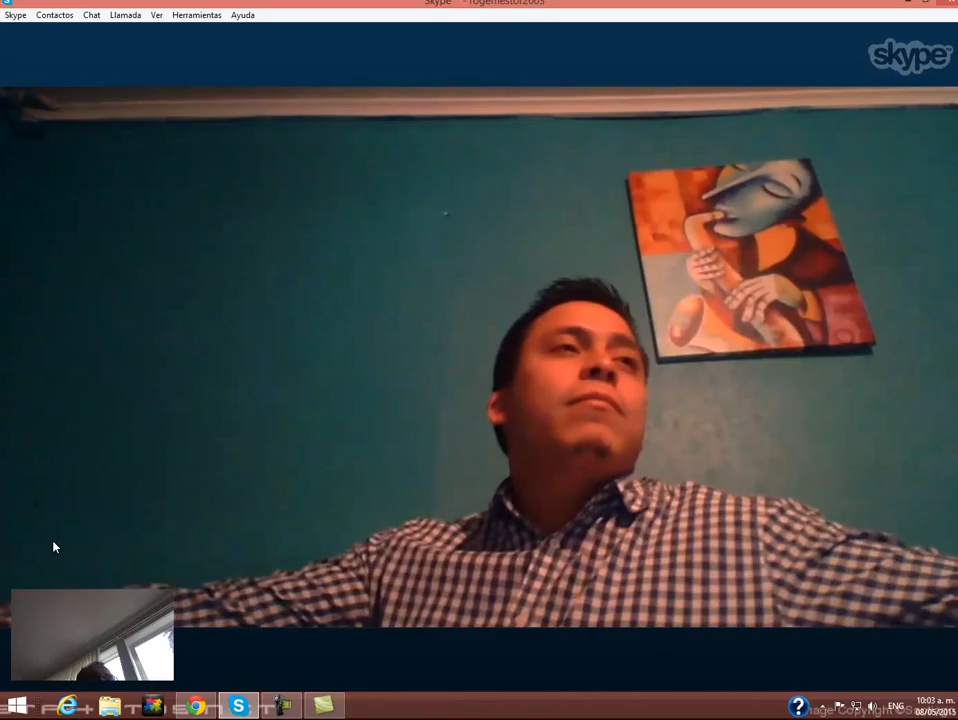 Skype
Skype Contactos Chat Llamada Ver Herramientas Ayuda
skype
ENG
10:03 a. m.
08/05/2015